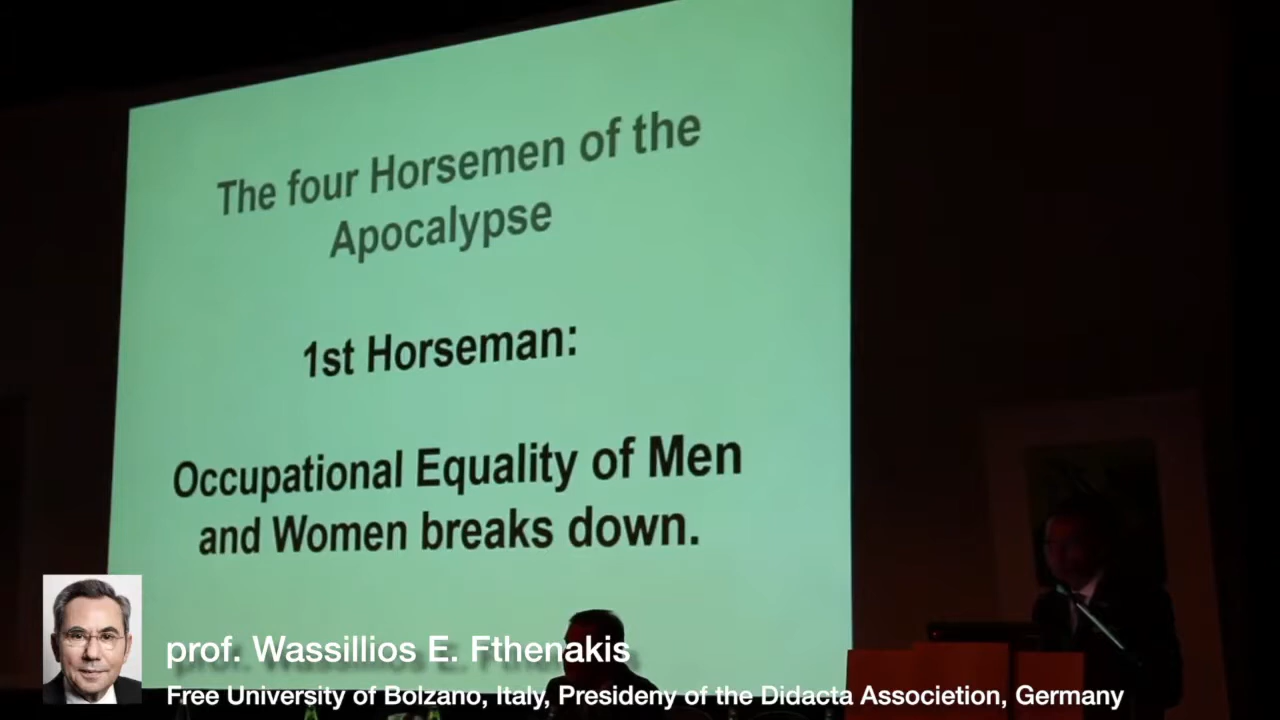 The four Horsemen of the
Apocalypse
1st Horseman:
Occupational Equality of Men
and Women breaks down.
prof. Wassillios E. Fthenakis
Free University of Bolzano, Italy, Presideny of the Didacta Associetion, Germany